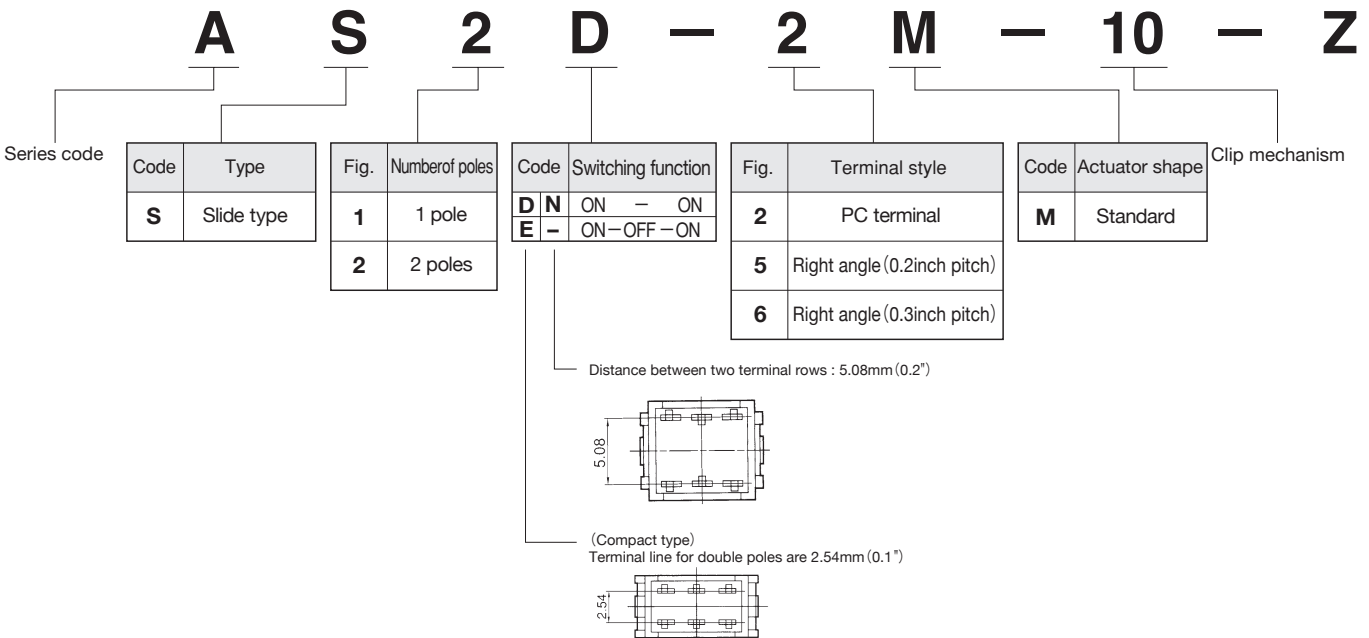 A S 2 D — 2 M — 10 — Z
Series code
Clip mechanism
Code Type
S Slide type
Fig. Numberof poles
1 1 pole
2 2 poles
Code Switching function
D N ON — ON
E – ON—OFF—ON
Fig. Terminal style
2 PC terminal
5 Right angle(0.2inch pitch)
6 Right angle(0.3inch pitch)
Code Actuator shape
M Standard
Distance between two terminal rows : 5.08mm(0.2")
5.08
(Compact type)
Terminal line for double poles are 2.54mm(0.1")
2.54